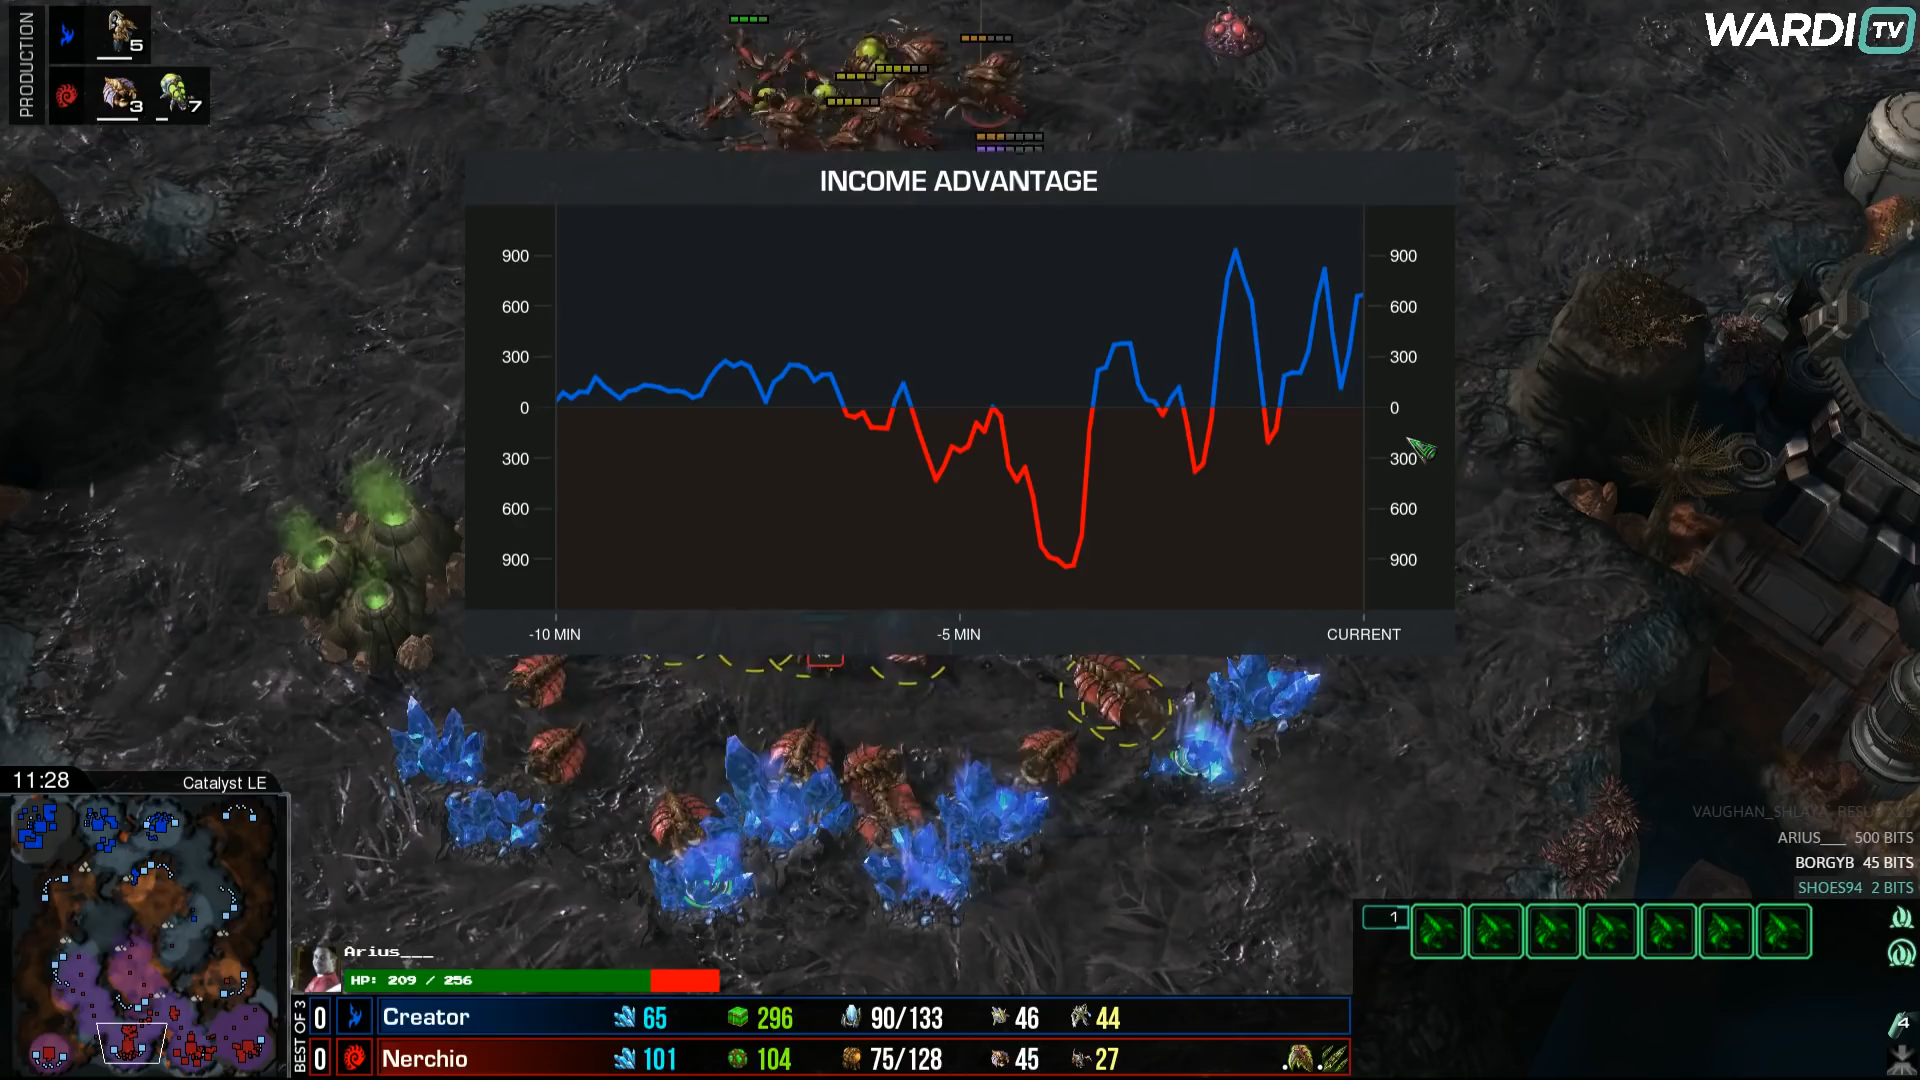 PRODUCTION
5
3 7
WARDI TV
INCOME ADVANTAGE
900 900
600 600
300 300
0 0
300 300
600 600
900 900
-10 MIN -5 MIN CURRENT
11:28 Catalyst LE
ARIUS___ 500 BITS
BORGYB 45 BITS
SHOES94 2 BITS
1
4
Arius___
HP: 209 / 256
BEST OF 3
0 Creator 65 296 90/133 46 44
0 Nerchio 101 104 75/128 45 27